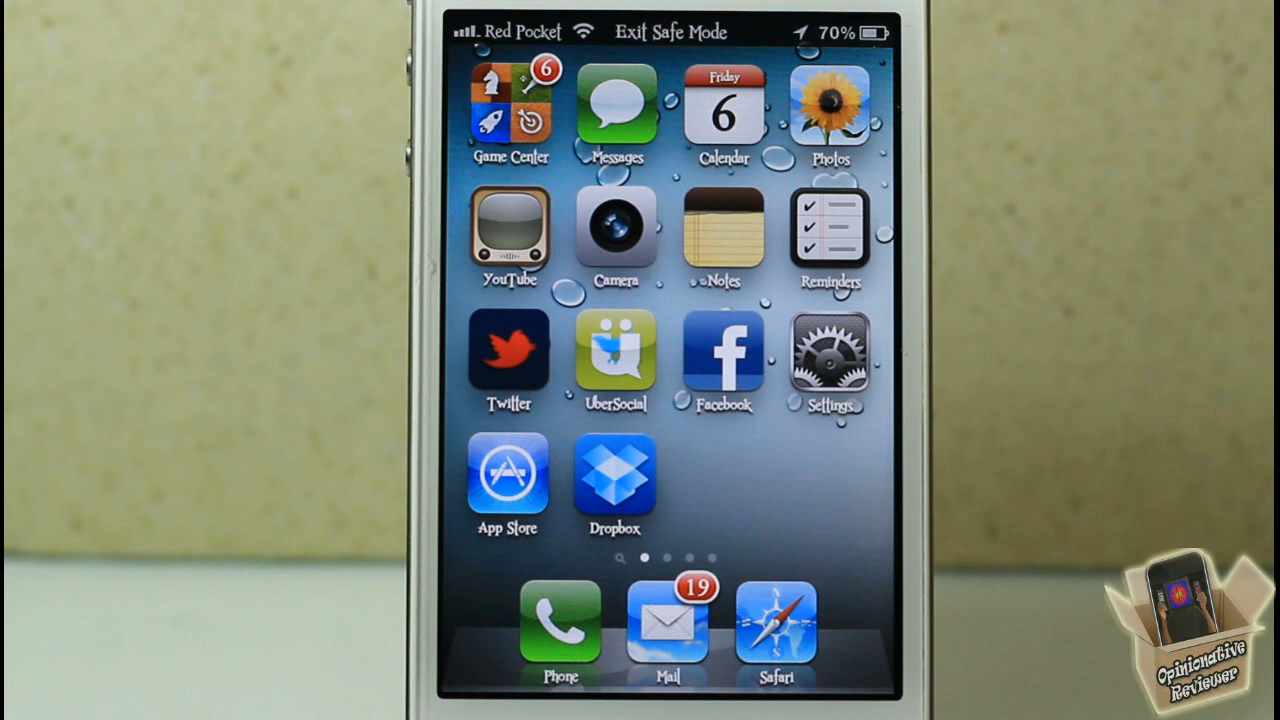 Red Pocket Exit Safe Mode 70%
6
Friday
6
Game Center Messages Calendar Photos
YouTube Camera Notes Reminders
f
Twitter UberSocial Facebook Settings
App Store Dropbox
19
Phone Mail Safari
Opinionative
Reviewer